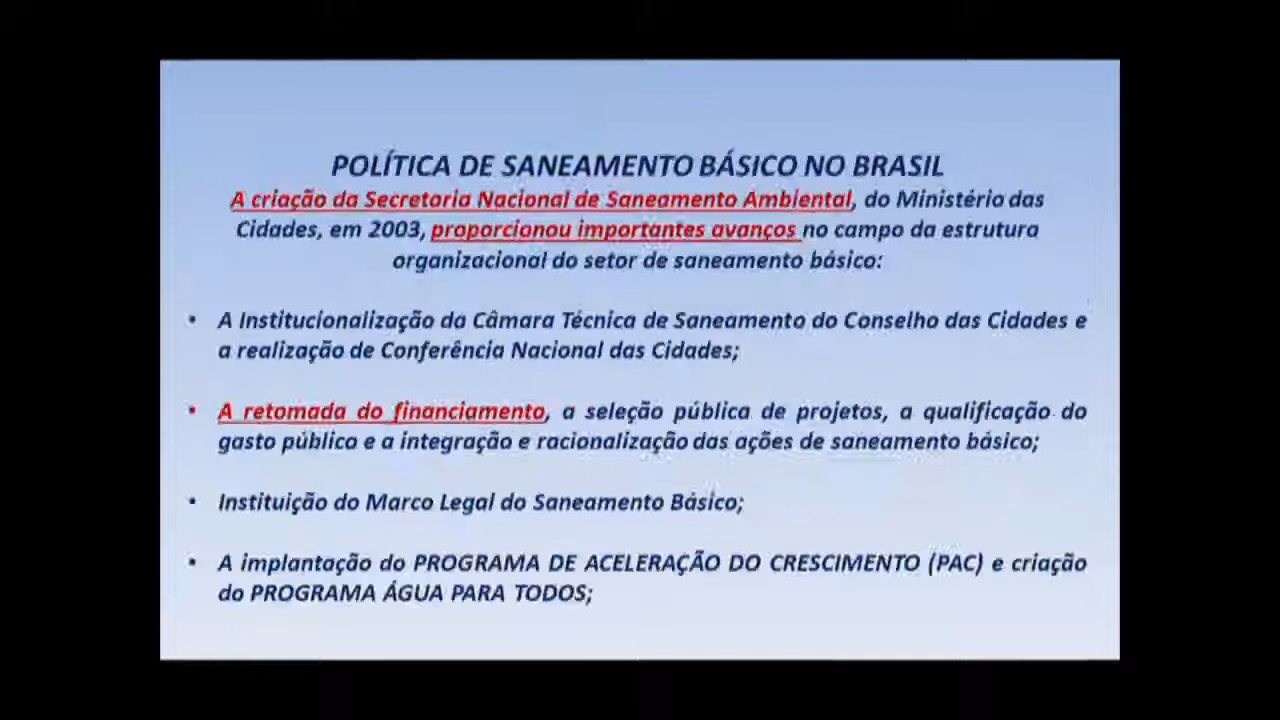 POLÍTICA DE SANEAMENTO BÁSICO NO BRASIL
A criação da Secretaria Nacional de Saneamento Ambiental, do Ministério das
Cidades, em 2003, proporcionou importantes avanços no campo da estrutura
organizacional do setor de saneamento básico:
• A Institucionalização da Câmara Técnica de Saneamento do Conselho das Cidades e
a realização de Conferência Nacional das Cidades;
• A retomada do financiamento, a seleção pública de projetos, a qualificação do
gasto público e a integração e racionalização das ações de saneamento básico;
• Instituição do Marco Legal do Saneamento Básico;
• A implantação do PROGRAMA DE ACELERAÇÃO DO CRESCIMENTO (PAC) e criação
do PROGRAMA ÁGUA PARA TODOS;